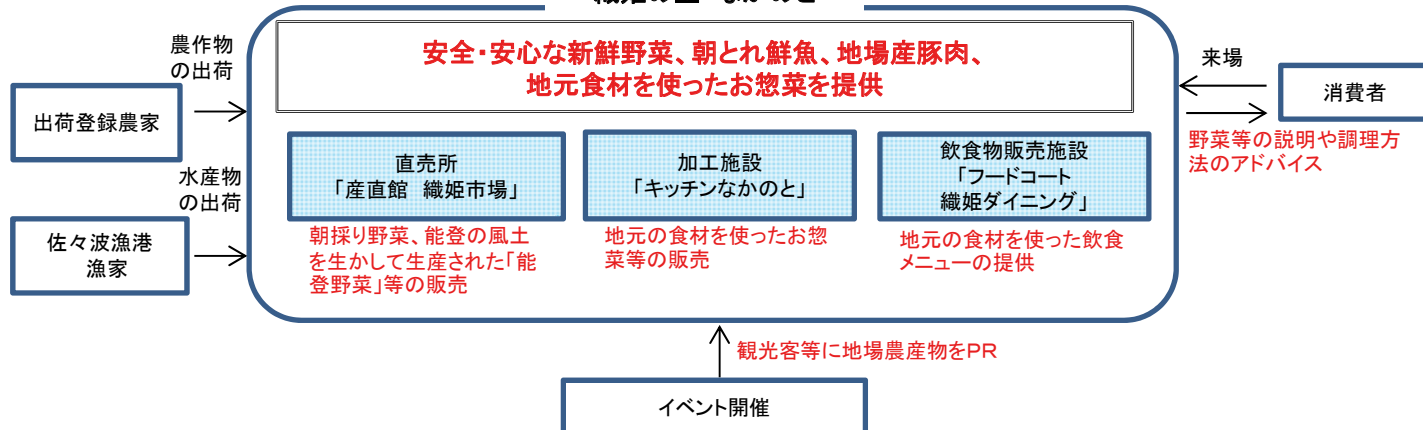 安全・安心な新鮮野菜、朝とれ鮮魚、地場産豚肉、
地元食材を使ったお惣菜を提供
農作物
の出荷
出荷登録農家
水産物
の出荷
佐々波漁港
漁家
直売所
「産直館　織姫市場」
朝採り野菜、能登の風土
を生かして生産された「能
登野菜」等の販売
加工施設
「キッチンなかのと」
地元の食材を使ったお惣
菜等の販売
飲食物販売施設
「フードコート
織姫ダイニング」
地元の食材を使った飲食
メニューの提供
来場
消費者
野菜等の説明や調理方
法のアドバイス
観光客等に地場農産物をPR
イベント開催